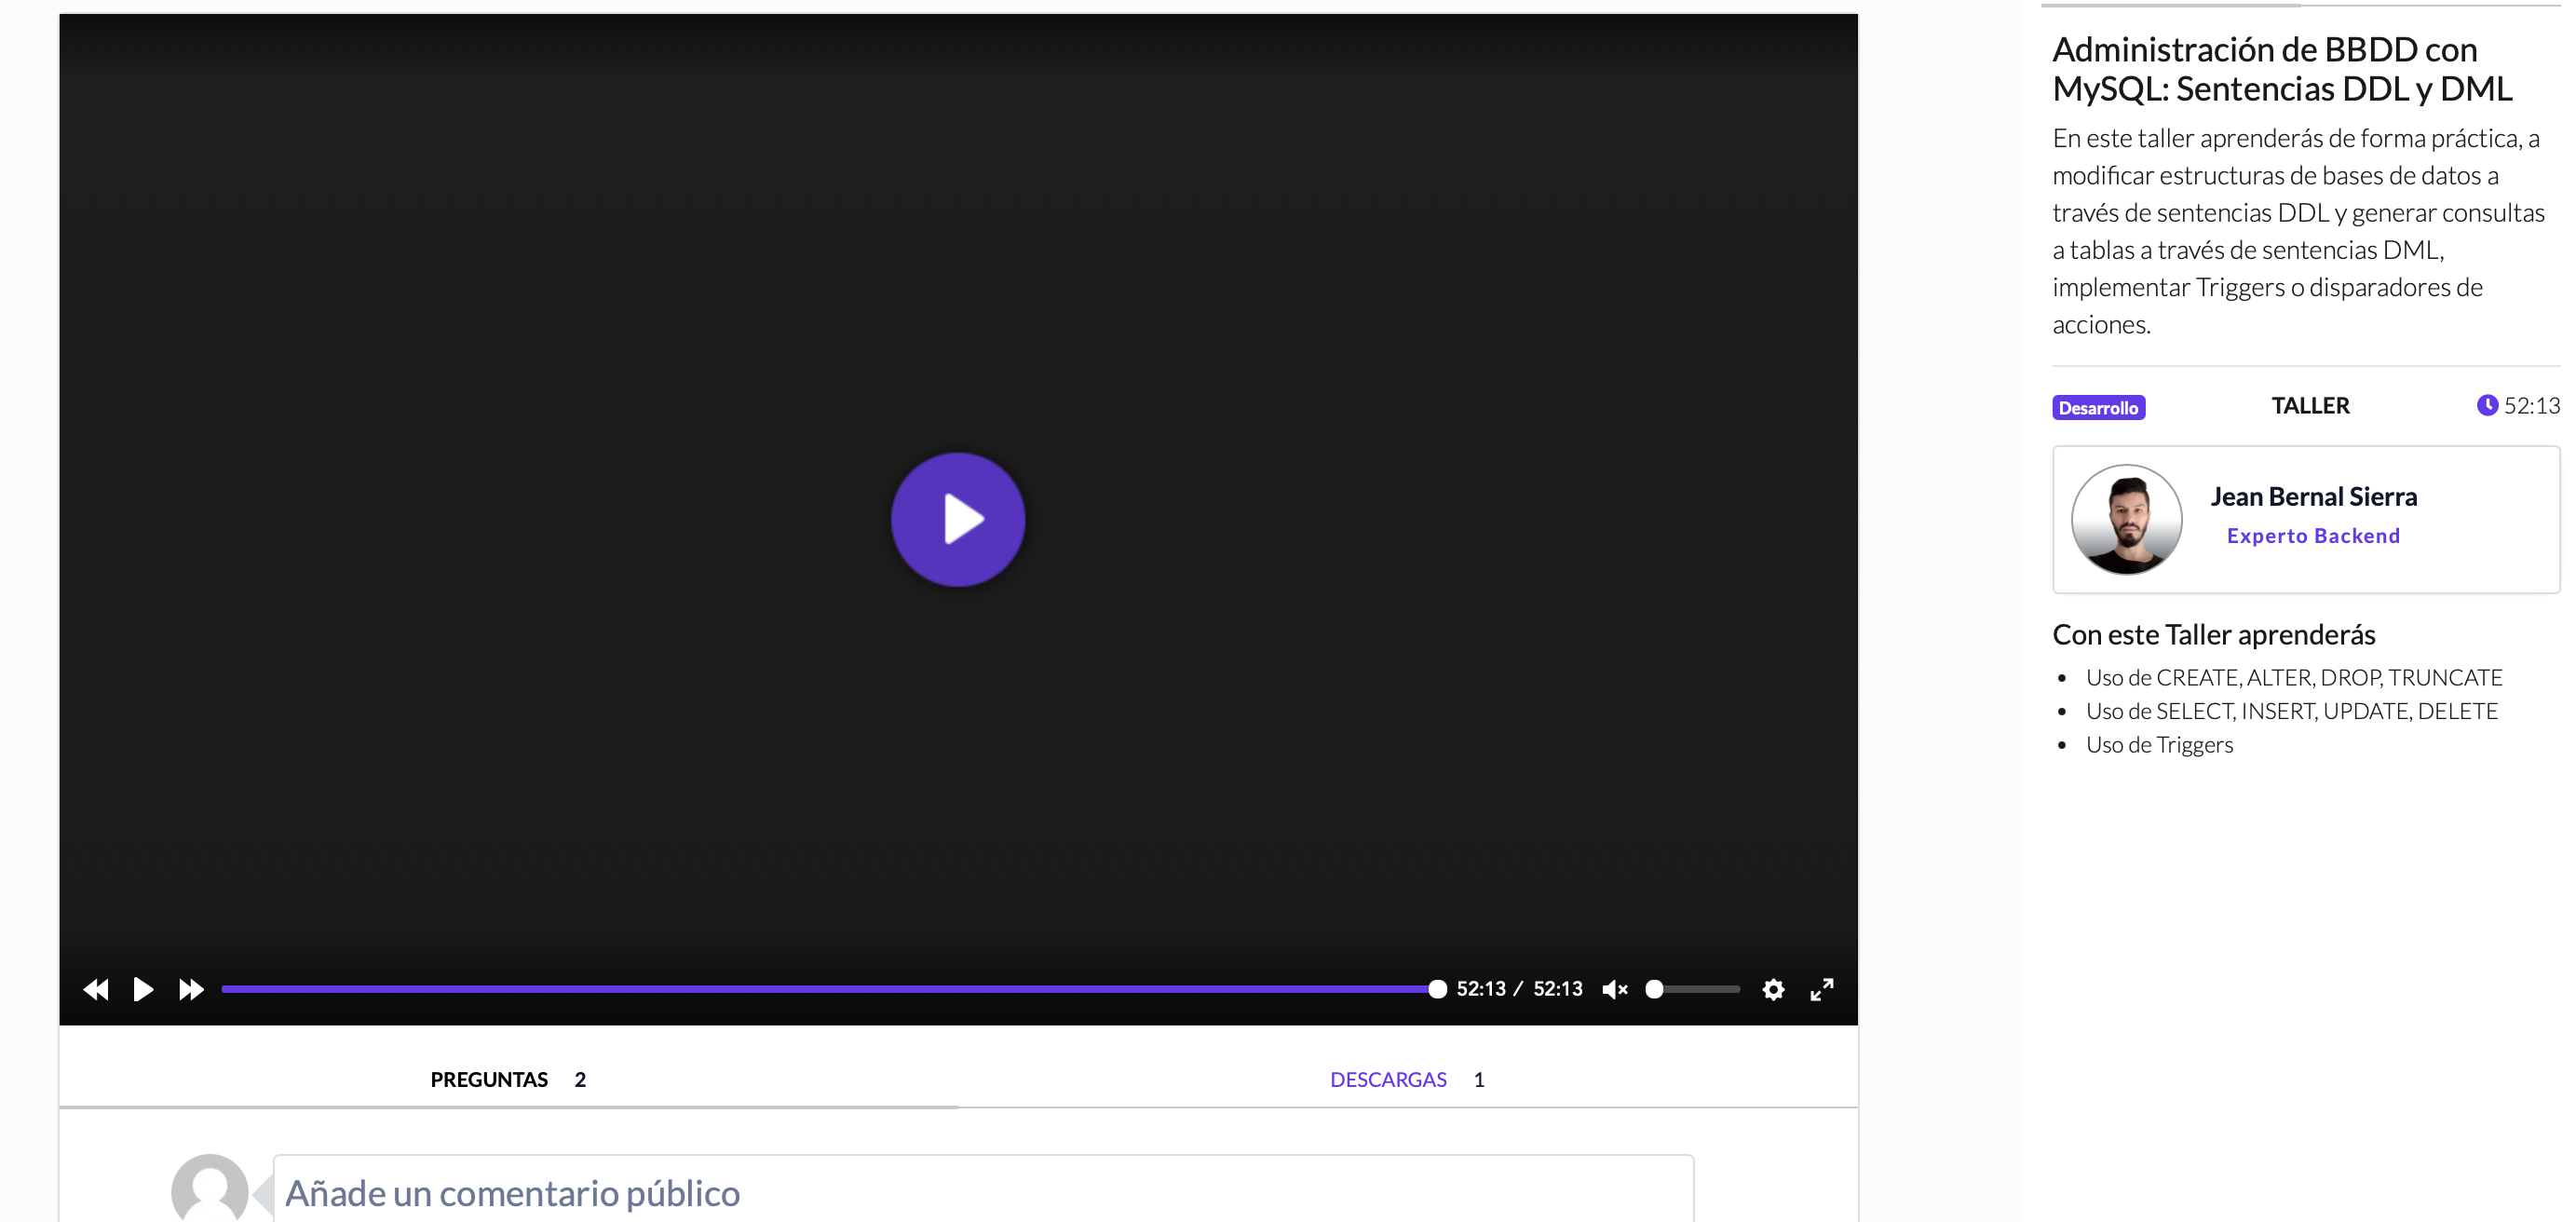 52:13 / 52:13
PREGUNTAS 2
DESCARGAS 1
Añade un comentario público
Administración de BBDD con
MySQL: Sentencias DDL y DML
En este taller aprenderás de forma práctica, a
modificar estructuras de bases de datos a
través de sentencias DDL y generar consultas
a tablas a través de sentencias DML,
implementar Triggers o disparadores de
acciones.
Desarrollo TALLER 52:13
Jean Bernal Sierra
Experto Backend
Con este Taller aprenderás
• Uso de CREATE, ALTER, DROP, TRUNCATE
• Uso de SELECT, INSERT, UPDATE, DELETE
• Uso de Triggers